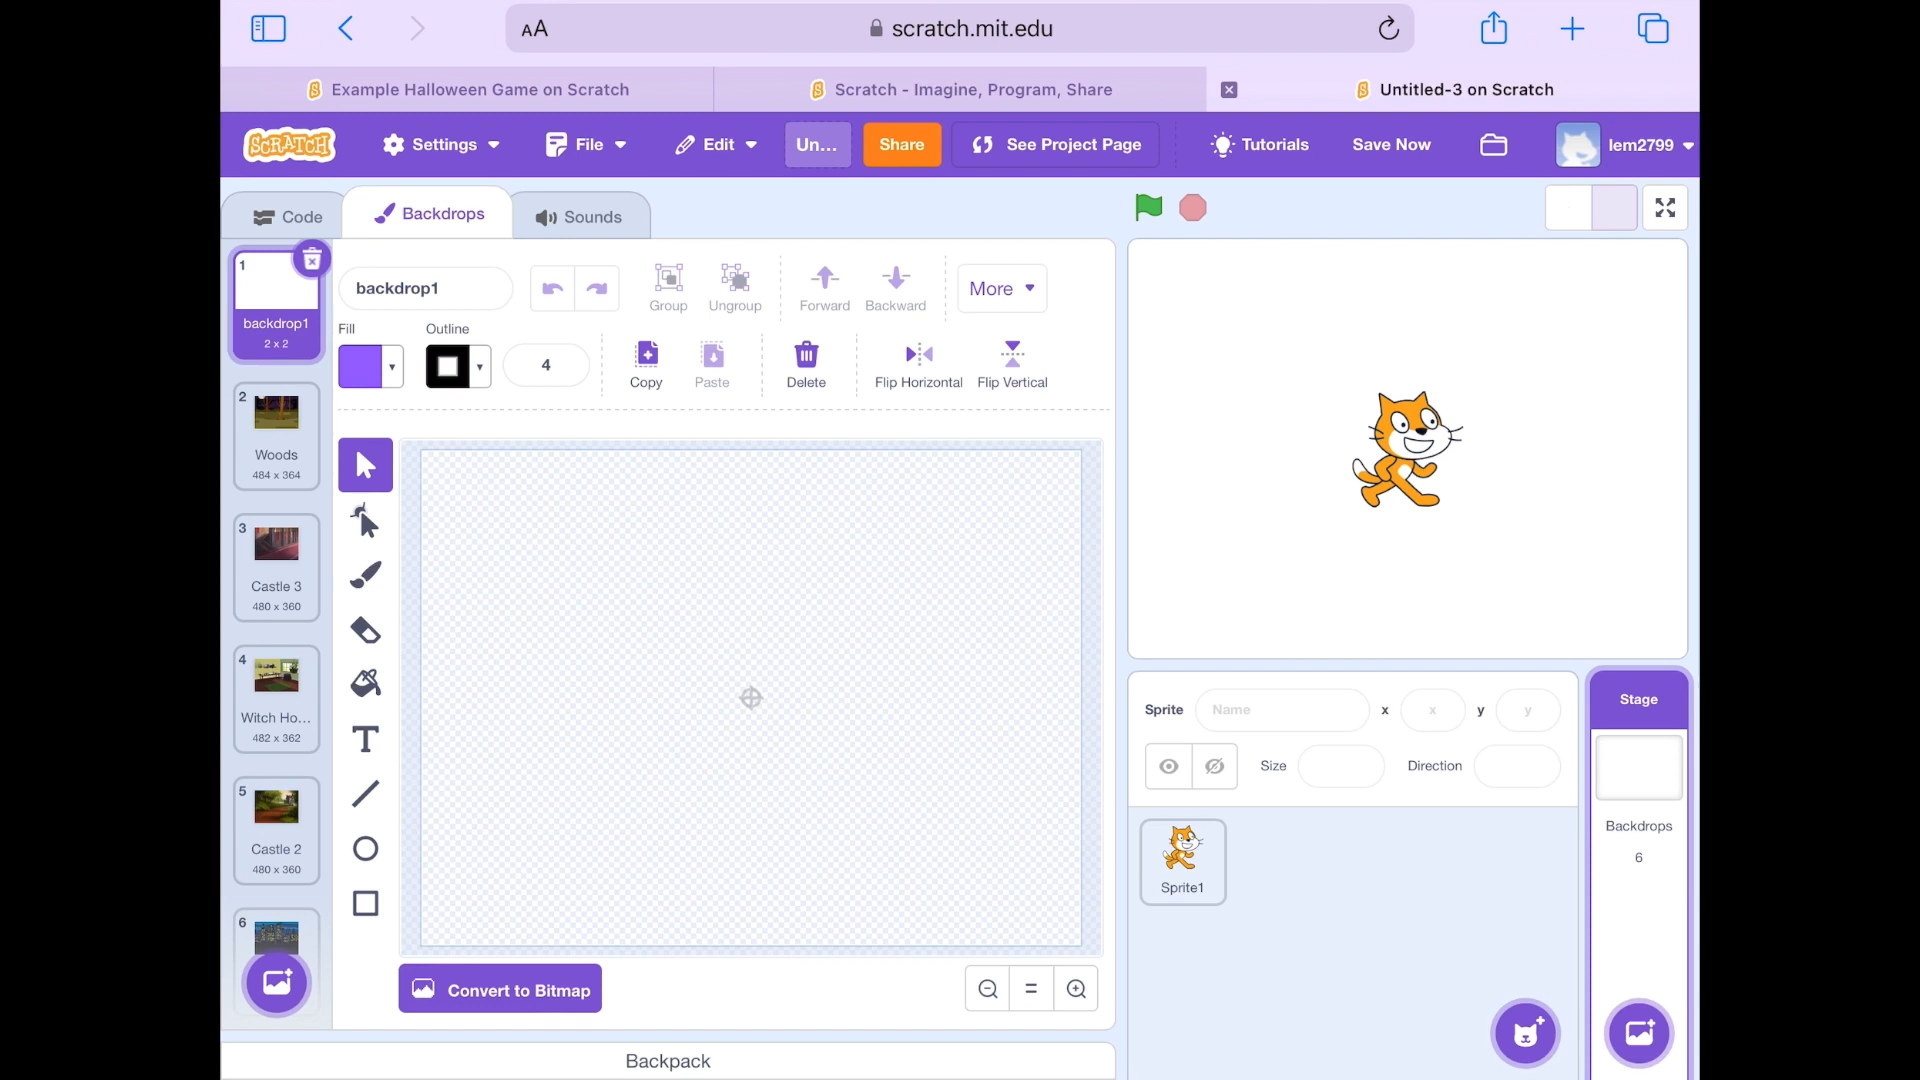 AA
scratch.mit.edu
Example Halloween Game on Scratch
Scratch - Imagine, Program, Share
Untitled-3 on Scratch
SCRATCH
Settings
File
Edit
Un...
Share
See Project Page
Tutorials
Save Now
lem2799
Code
Backdrops
Sounds
1
backdrop1
2 x 2
2
Woods
484 x 364
3
Castle 3
480 x 360
4
Witch Ho...
482 x 362
5
Castle 2
480 x 360
6
backdrop1
Group
Ungroup
Forward
Backward
More
Fill
Outline
4
Copy
Paste
Delete
Flip Horizontal
Flip Vertical
T
Convert to Bitmap
=
Backpack
Sprite
Name
x
x
y
y
Size
Direction
Sprite1
Stage
Backdrops
6